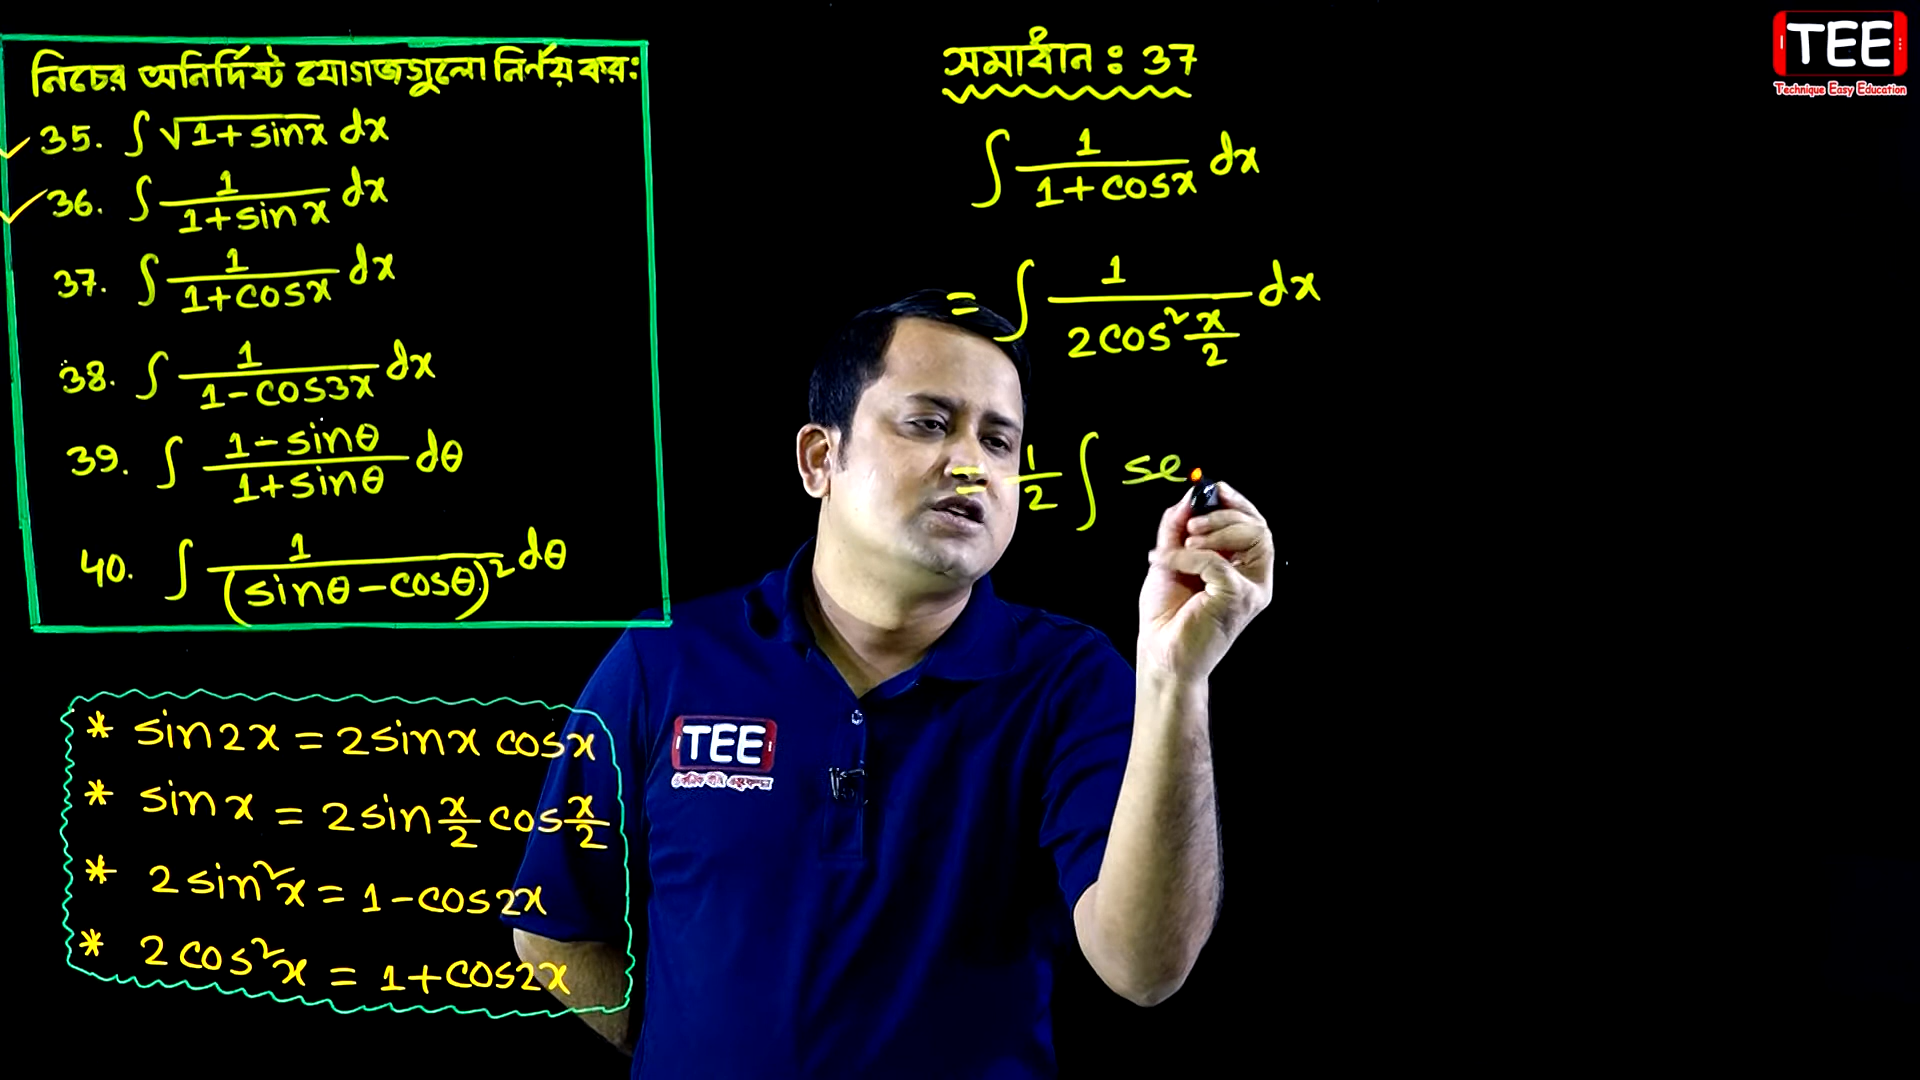 নিচের অনির্দিষ্ট যোগজগুলো নির্ণয় কর:
35. ∫ √(1+sinx) dx
36. ∫ 1/(1+sinx) dx
37. ∫ 1/(1+cosx) dx
38. ∫ 1/(1-cos3x) dx
39. ∫ (1-sinθ)/(1+sinθ) dθ
40. ∫ 1/(sinθ-cosθ)² dθ
* sin2x = 2sinx cosx
* sinx = 2sin x/2 cos x/2
* 2sin²x = 1-cos2x
* 2cos²x = 1+cos2x
সমাধান : 37
∫ 1/(1+cosx) dx
= ∫ 1/(2cos² x/2) dx
= 1/2 ∫ se
TEE
Technique Easy Education
TEE